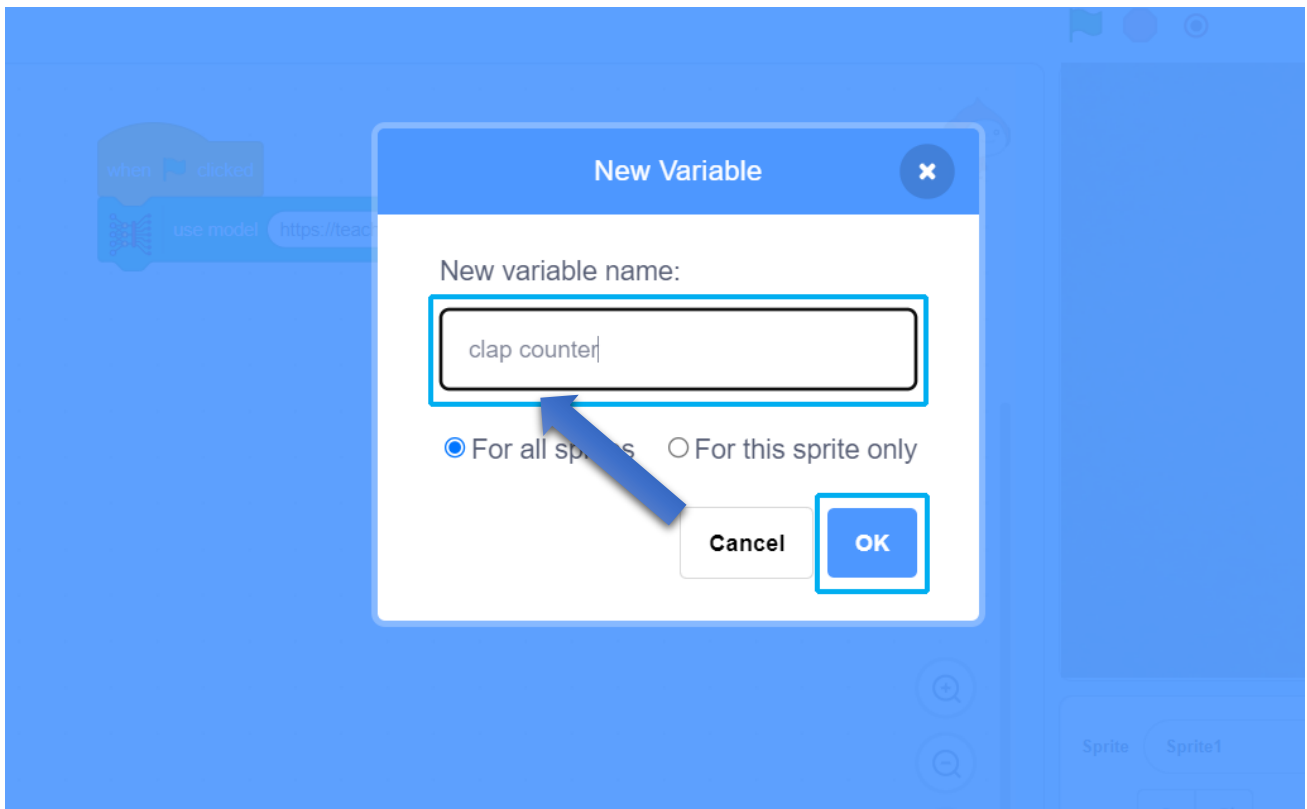 when clicked
use model https://teac
New Variable
New variable name:
clap counter
For all sprites For this sprite only
Cancel OK
Sprite Sprite1